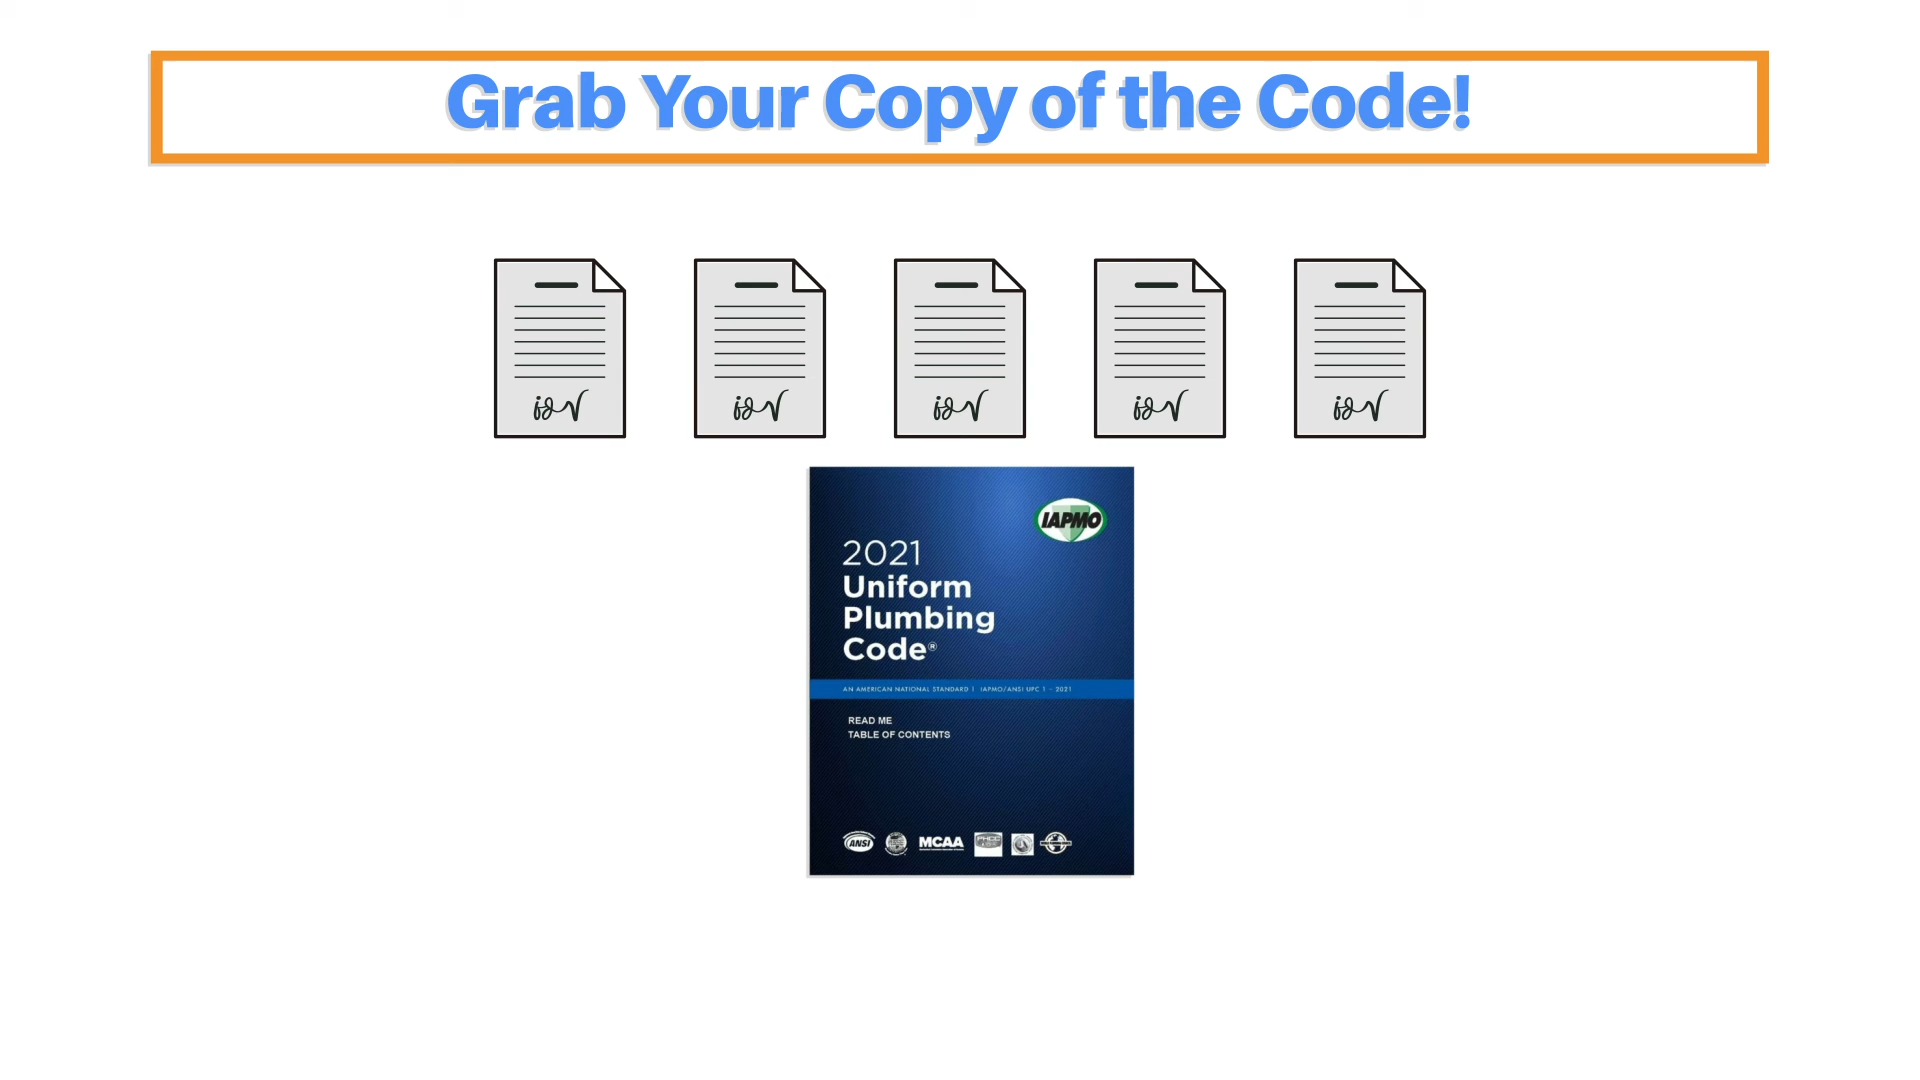 Grab Your Copy of the Code!
IAPMO
2021
Uniform
Plumbing
Code®
AN AMERICAN NATIONAL STANDARD | IAPMO/ANSI UPC 1 - 2021
READ ME
TABLE OF CONTENTS
ANSI
MCAA
PHCC